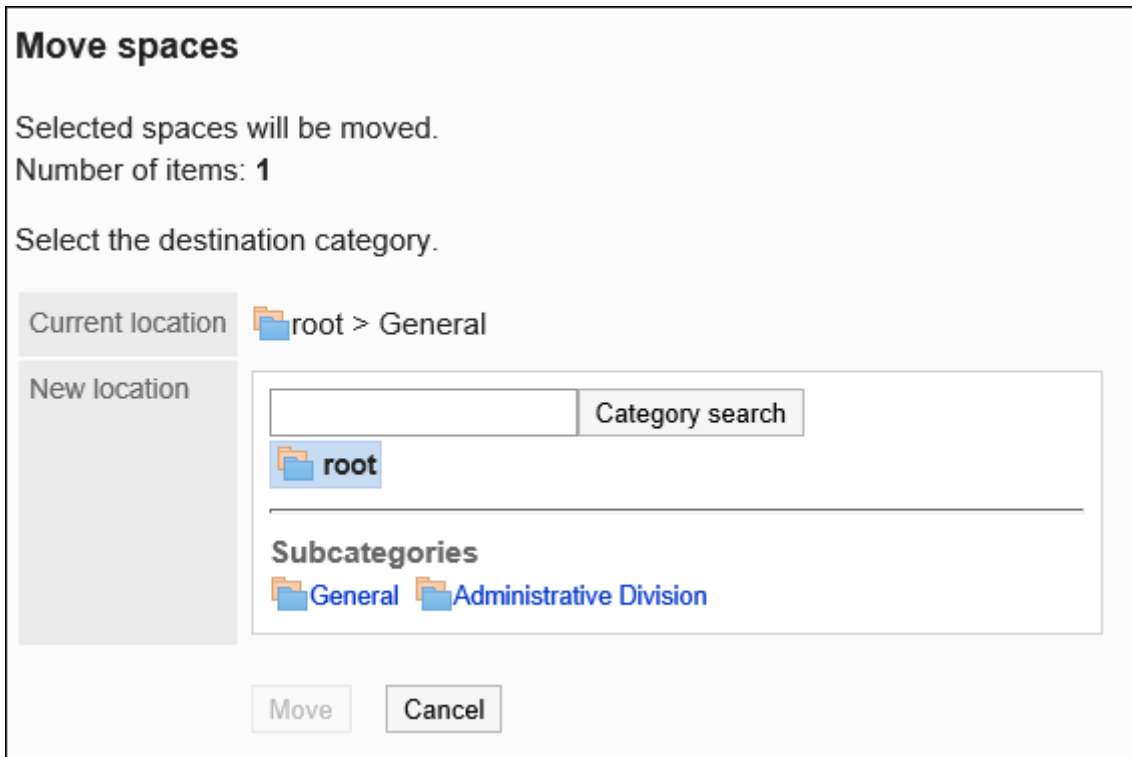 Move spaces
Selected spaces will be moved.
Number of items: 1
Select the destination category.
Current location root > General
New location
Category search
root
Subcategories
General Administrative Division
Move Cancel